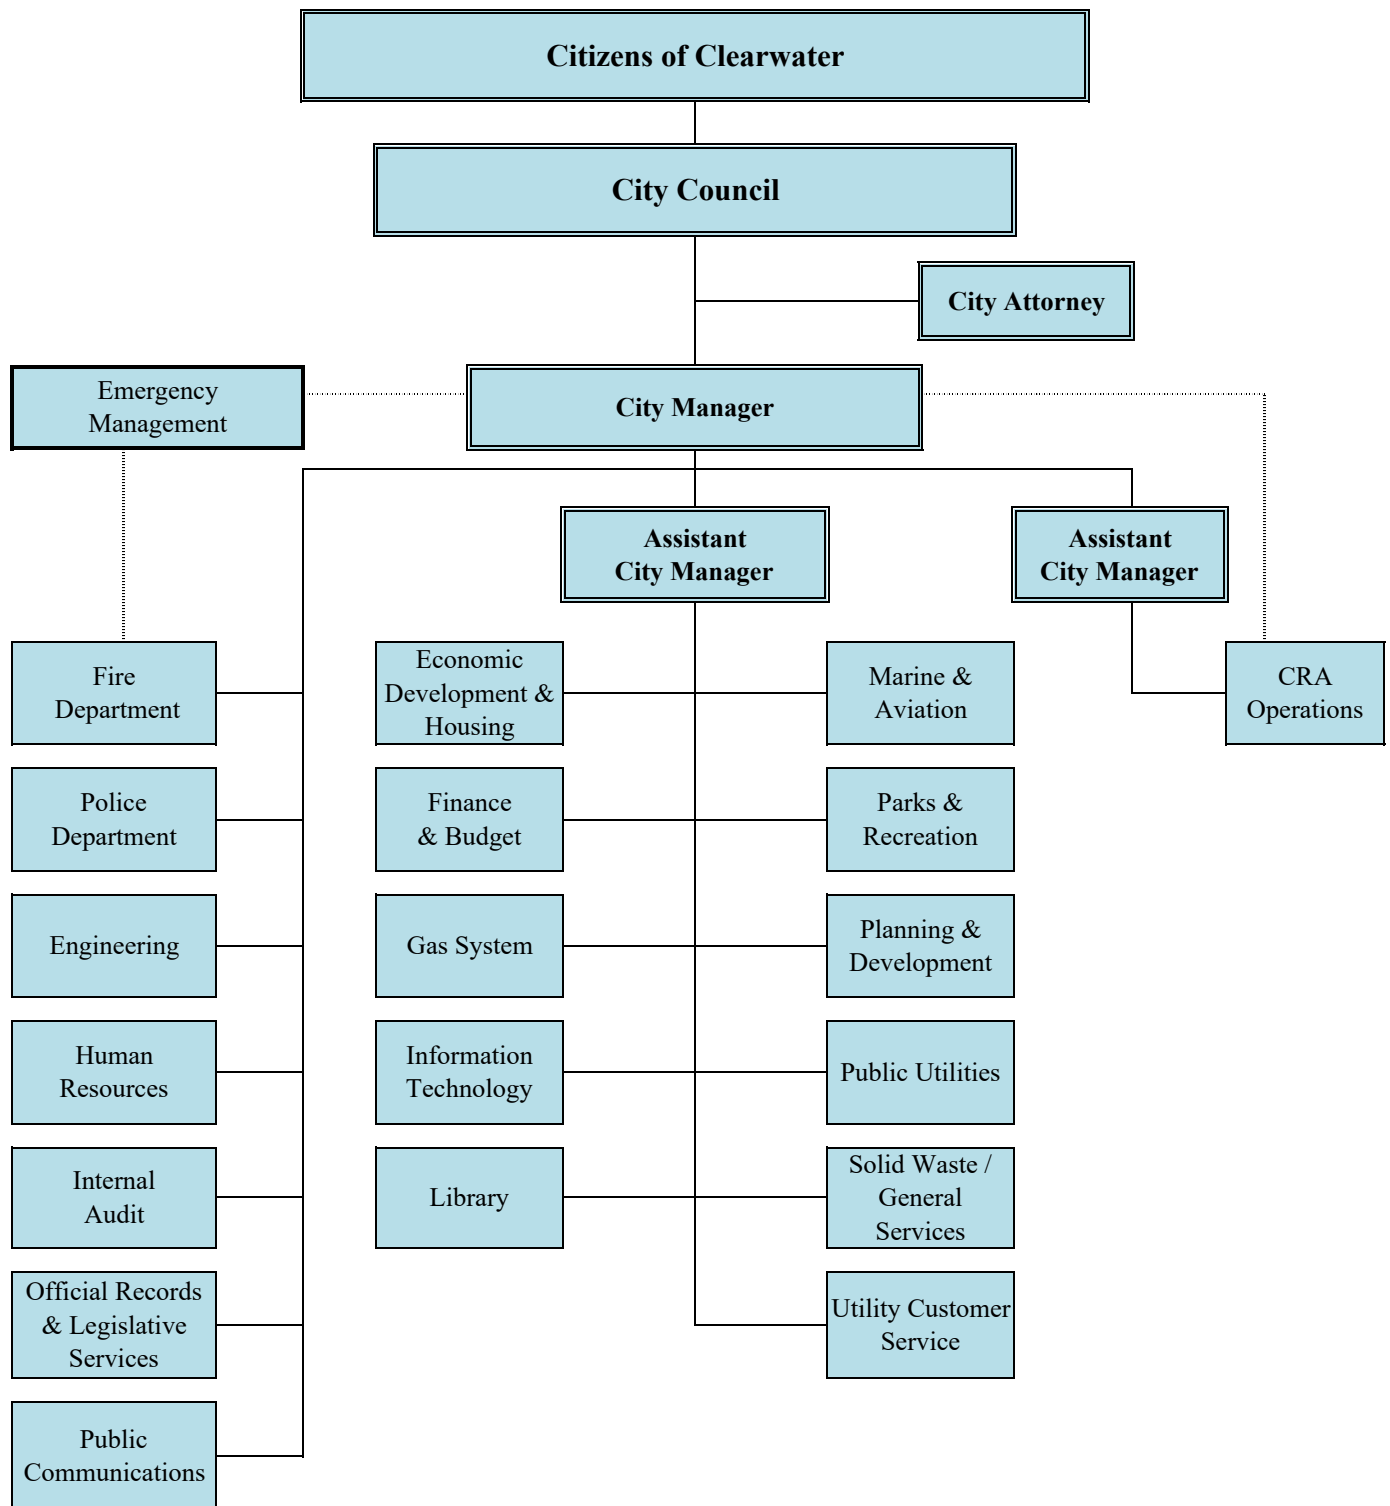 Citizens of Clearwater
City Council
City Attorney
Emergency
Management
City Manager
Assistant
City Manager
Assistant
City Manager
Fire
Department
Economic
Development &
Housing
Marine &
Aviation
CRA
Operations
Police
Department
Finance
& Budget
Parks &
Recreation
Engineering
Gas System
Planning &
Development
Human
Resources
Information
Technology
Public Utilities
Internal
Audit
Library
Solid Waste /
General
Services
Official Records
& Legislative
Services
Utility Customer
Service
Public
Communications